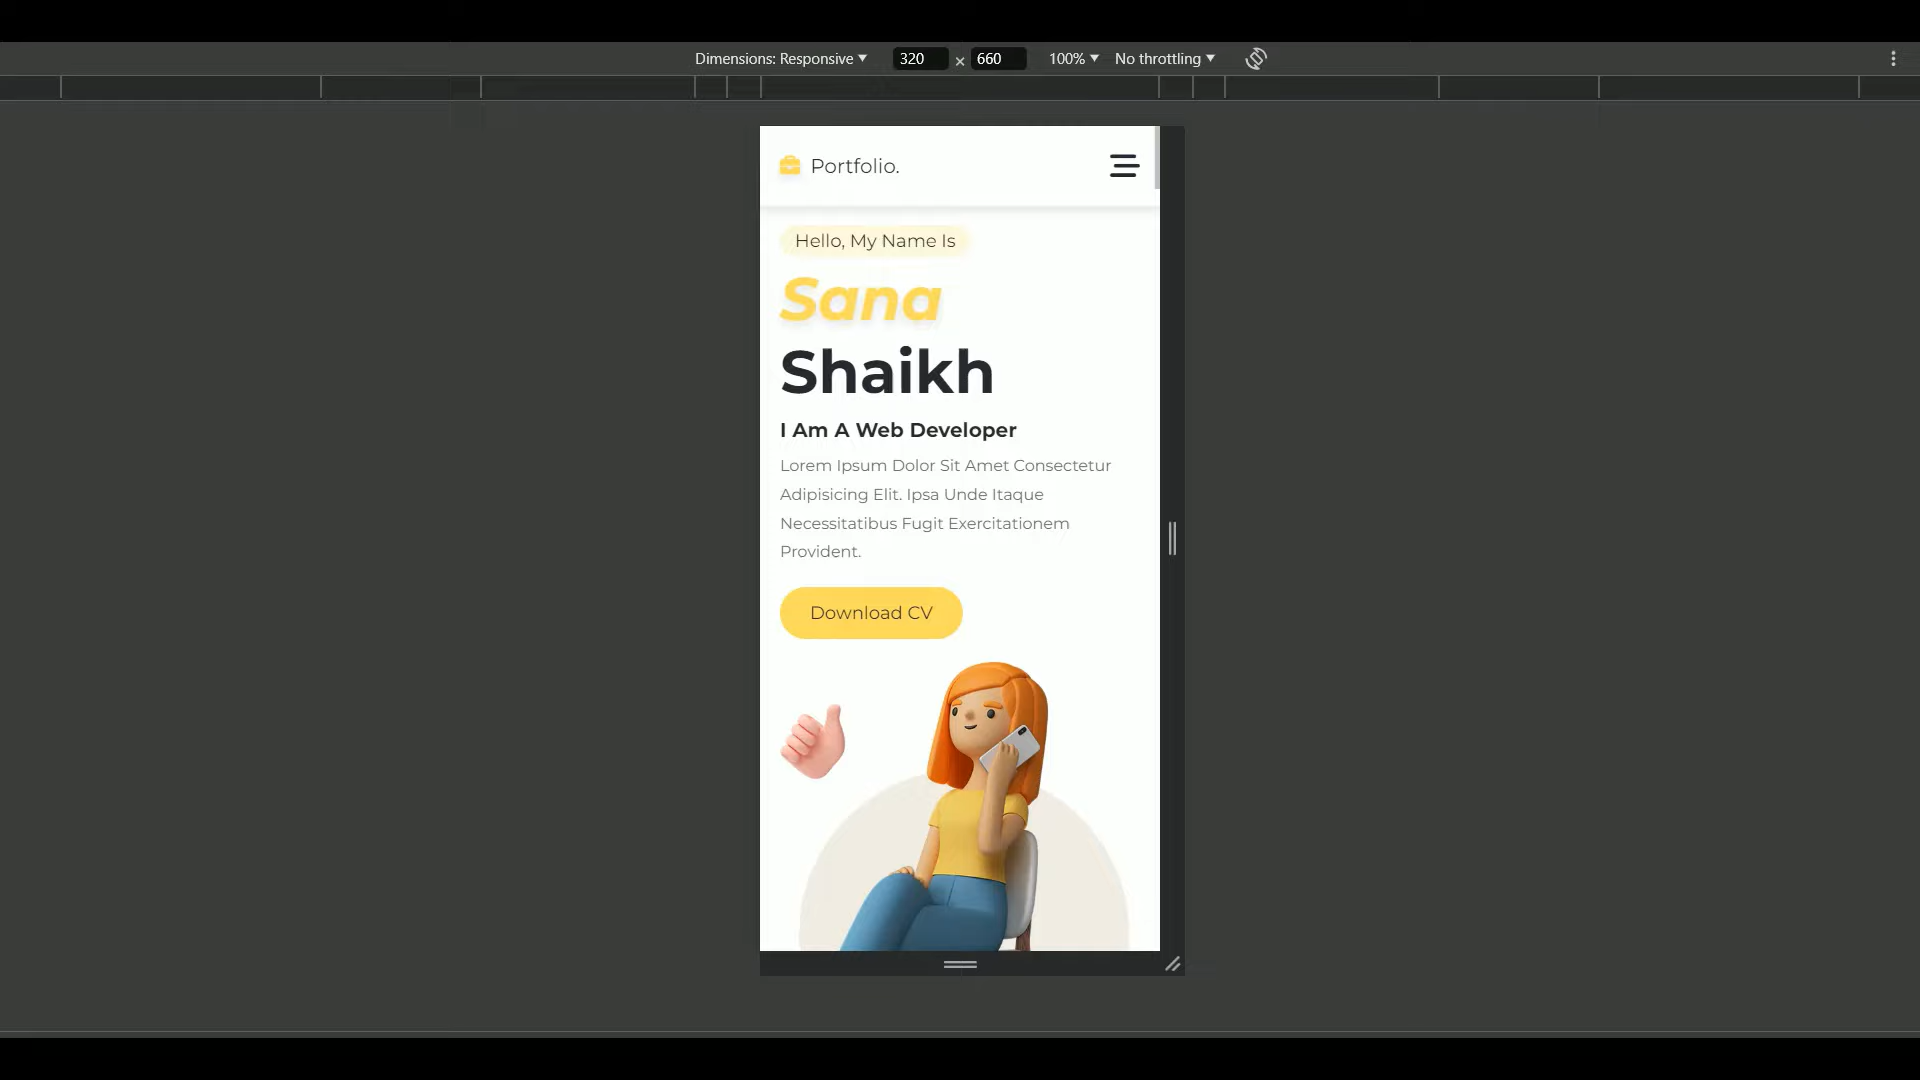 Dimensions: Responsive 320 × 660 100% No throttling
Portfolio.
Hello, My Name Is
Sana
Shaikh
I Am A Web Developer
Lorem Ipsum Dolor Sit Amet Consectetur
Adipisicing Elit. Ipsa Unde Itaque
Necessitatibus Fugit Exercitationem
Provident.
Download CV